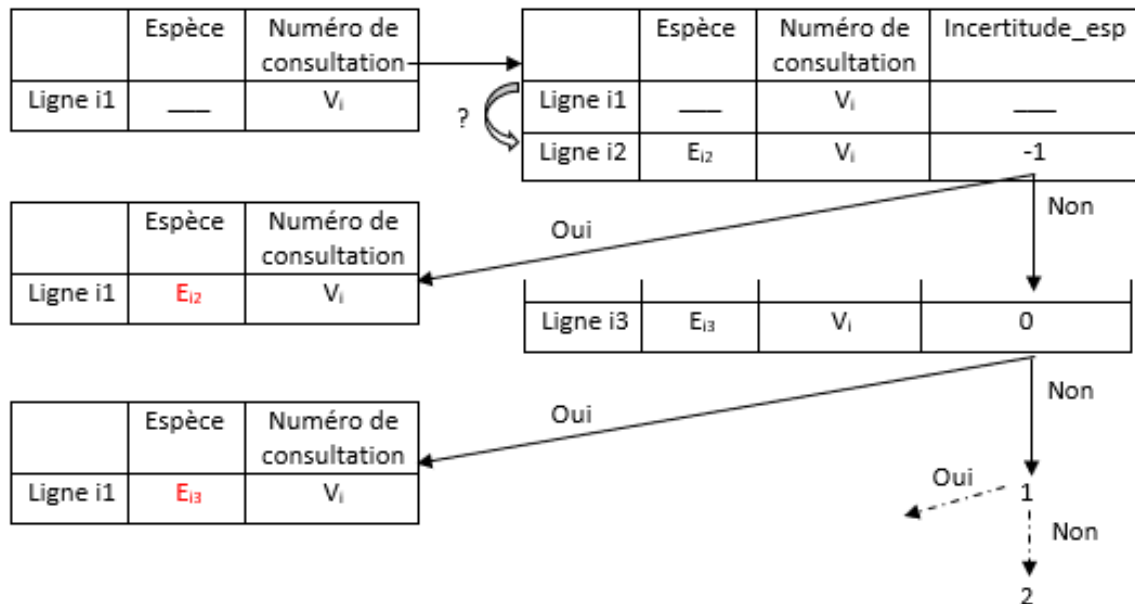 Espèce Numéro de consultation
Ligne i1 ___ Vi
Espèce Numéro de consultation Incertitude_esp
Ligne i1 ___ Vi ___
?
Ligne i2 Ei2 Vi -1
Oui
Non
Espèce Numéro de consultation
Ligne i1 Ei2 Vi
Ligne i3 Ei3 Vi 0
Oui
Non
Espèce Numéro de consultation
Ligne i1 Ei3 Vi
Oui
1
Non
2